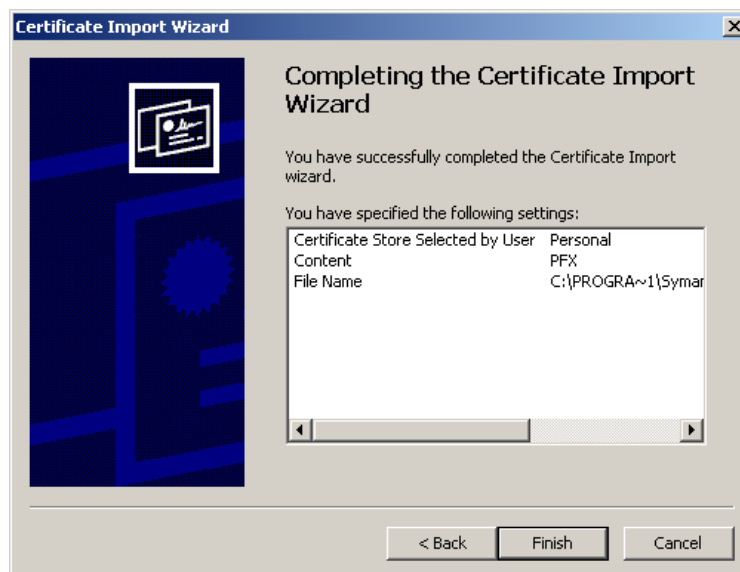 Certificate Import Wizard
Completing the Certificate Import
Wizard
You have successfully completed the Certificate Import
wizard.
You have specified the following settings:
Certificate Store Selected by User Personal
Content PFX
File Name C:\PROGRA~1\Symar
< Back Finish Cancel